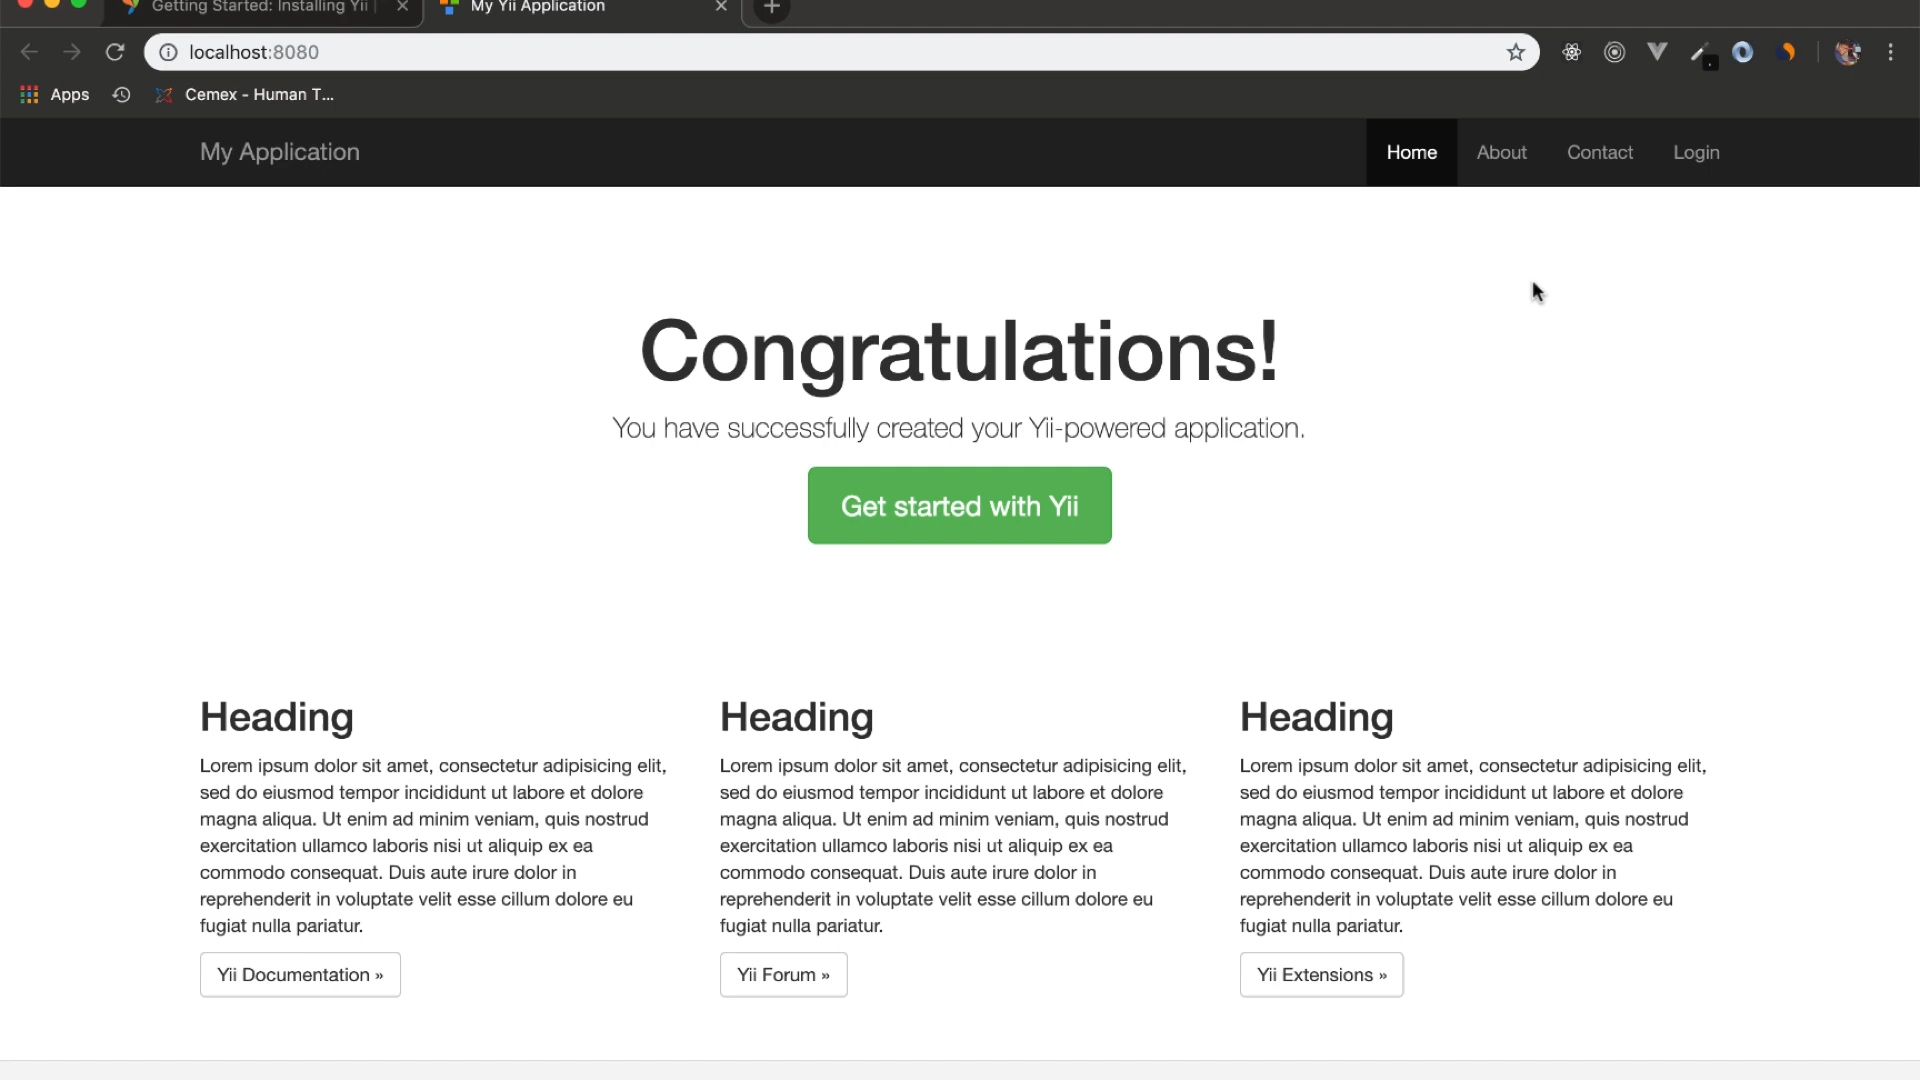 Getting Started: Installing Yii |
My Yii Application
localhost:8080
Apps
Cemex - Human T...
My Application
Home
About
Contact
Login
Congratulations!
You have successfully created your Yii-powered application.
Get started with Yii
Heading
Lorem ipsum dolor sit amet, consectetur adipisicing elit,
sed do eiusmod tempor incididunt ut labore et dolore
magna aliqua. Ut enim ad minim veniam, quis nostrud
exercitation ullamco laboris nisi ut aliquip ex ea
commodo consequat. Duis aute irure dolor in
reprehenderit in voluptate velit esse cillum dolore eu
fugiat nulla pariatur.
Yii Documentation »
Heading
Lorem ipsum dolor sit amet, consectetur adipisicing elit,
sed do eiusmod tempor incididunt ut labore et dolore
magna aliqua. Ut enim ad minim veniam, quis nostrud
exercitation ullamco laboris nisi ut aliquip ex ea
commodo consequat. Duis aute irure dolor in
reprehenderit in voluptate velit esse cillum dolore eu
fugiat nulla pariatur.
Yii Forum »
Heading
Lorem ipsum dolor sit amet, consectetur adipisicing elit,
sed do eiusmod tempor incididunt ut labore et dolore
magna aliqua. Ut enim ad minim veniam, quis nostrud
exercitation ullamco laboris nisi ut aliquip ex ea
commodo consequat. Duis aute irure dolor in
reprehenderit in voluptate velit esse cillum dolore eu
fugiat nulla pariatur.
Yii Extensions »